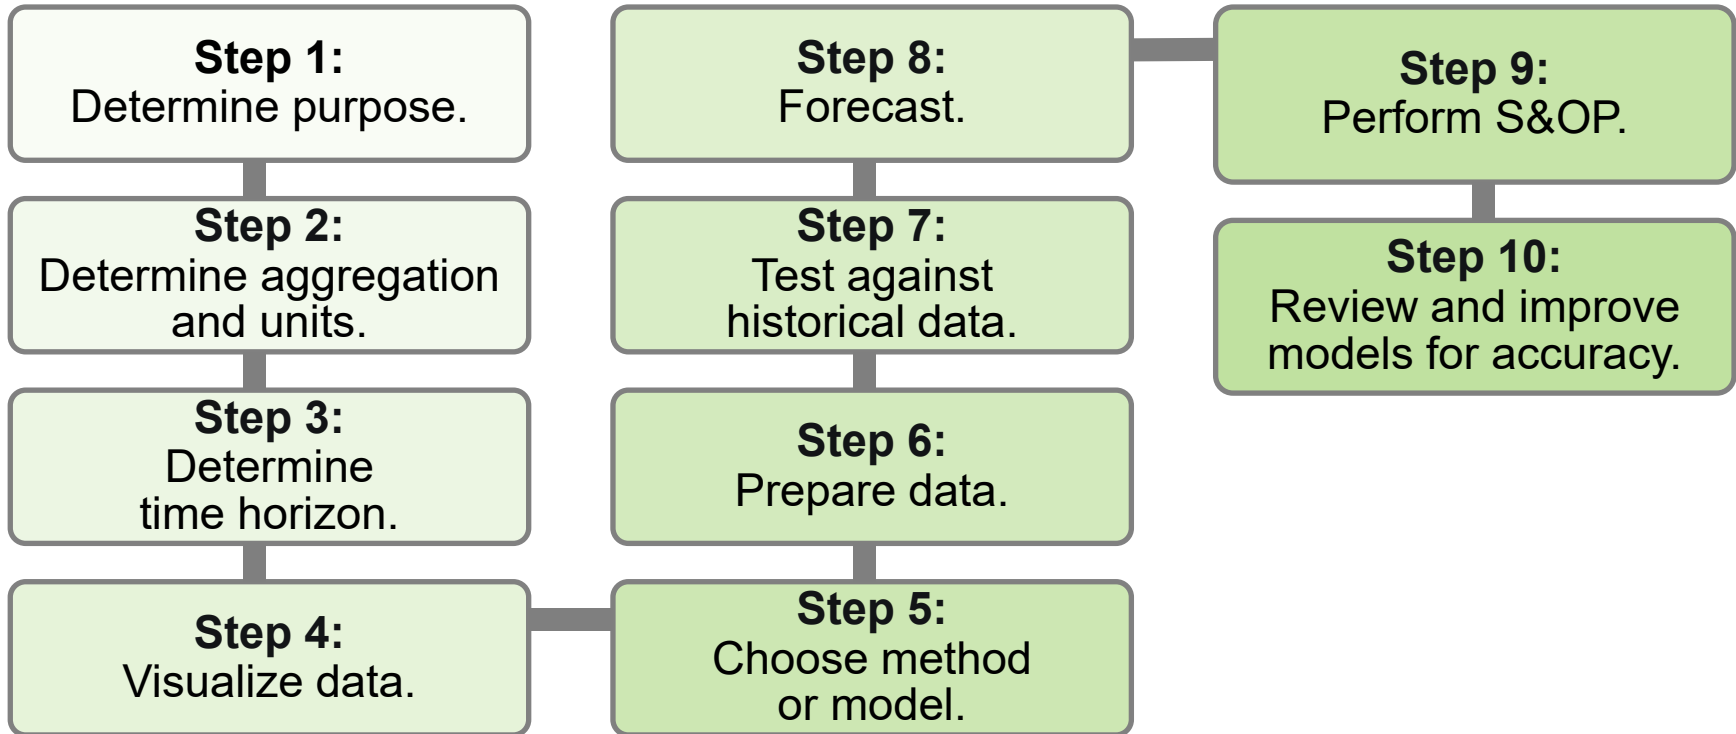 Step 1:
Determine purpose.
Step 2:
Determine aggregation
and units.
Step 3:
Determine
time horizon.
Step 4:
Visualize data.
Step 5:
Choose method
or model.
Step 6:
Prepare data.
Step 7:
Test against
historical data.
Step 8:
Forecast.
Step 9:
Perform S&OP.
Step 10:
Review and improve
models for accuracy.